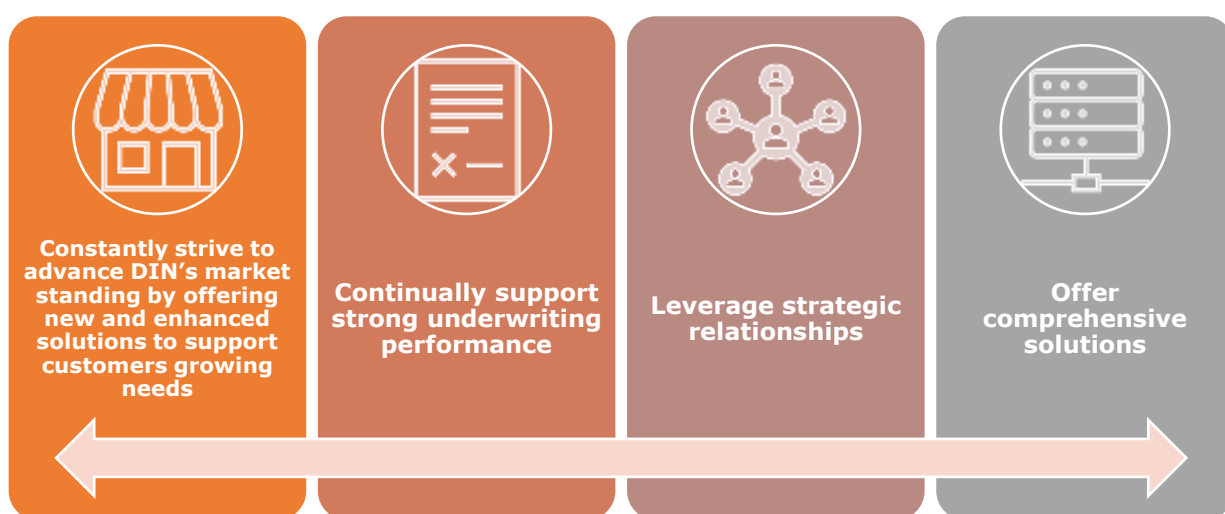 Constantly strive to
advance DIN’s market
standing by offering
new and enhanced
solutions to support
customers growing
needs
Continually support
strong underwriting
performance
Leverage strategic
relationships
Offer
comprehensive
solutions